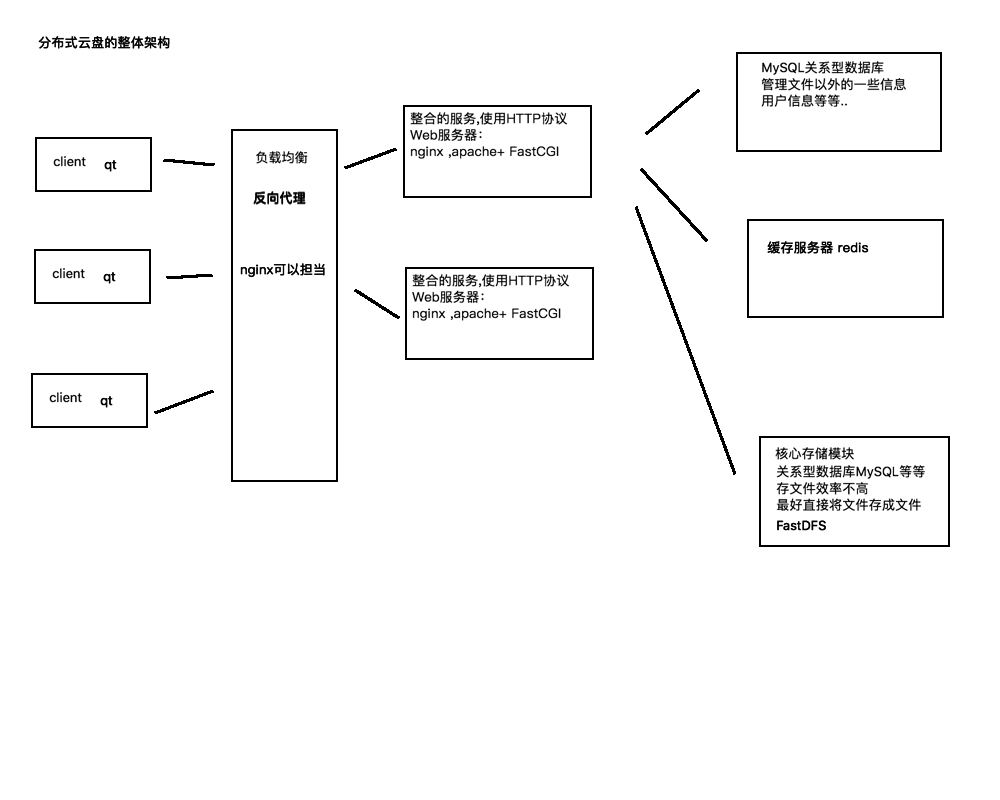 分布式云盘的整体架构
client qt
client qt
client qt
负载均衡
反向代理
nginx可以担当
整合的服务,使用HTTP协议
Web服务器：
nginx ,apache+ FastCGI
整合的服务,使用HTTP协议
Web服务器：
nginx ,apache+ FastCGI
MySQL关系型数据库
管理文件以外的一些信息
用户信息等等..
缓存服务器 redis
核心存储模块
关系型数据库MySQL等等
存文件效率不高
最好直接将文件存成文件
FastDFS